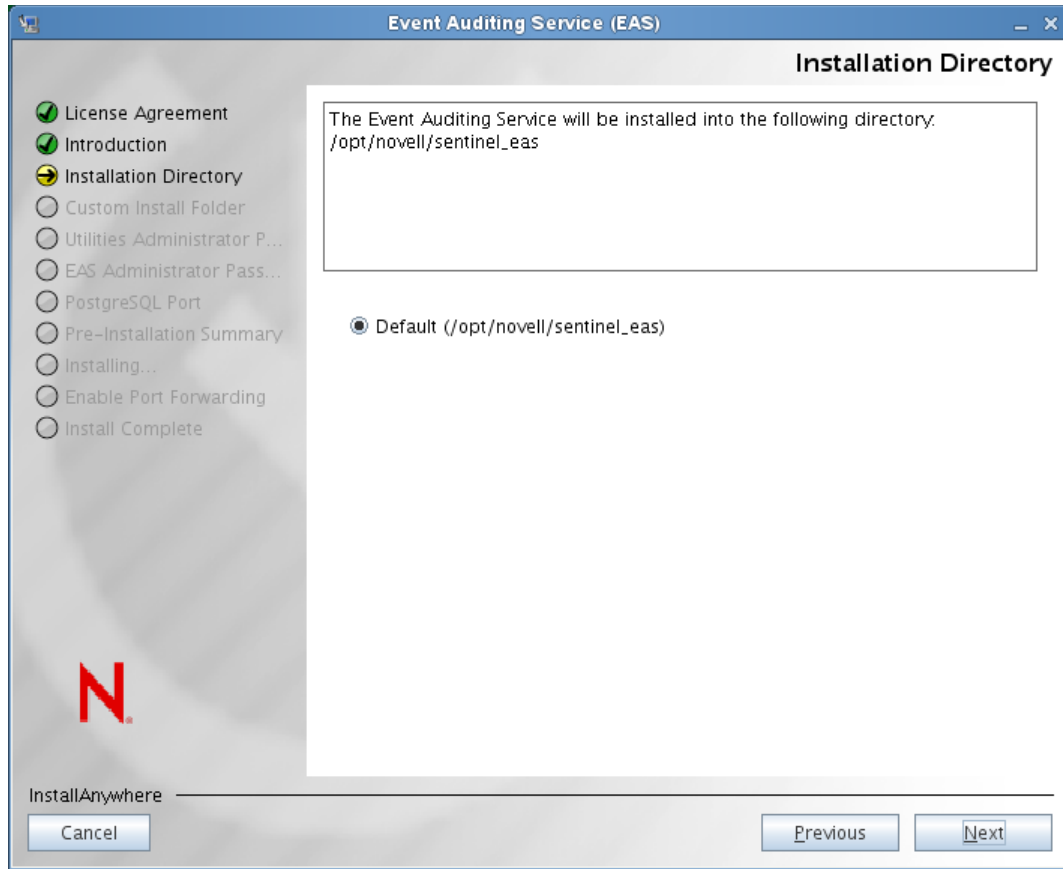 Event Auditing Service (EAS)
Installation Directory
License Agreement
Introduction
Installation Directory
Custom Install Folder
Utilities Administrator P...
EAS Administrator Pass...
PostgreSQL Port
Pre-Installation Summary
Installing...
Enable Port Forwarding
Install Complete
The Event Auditing Service will be installed into the following directory:
/opt/novell/sentinel_eas
Default (/opt/novell/sentinel_eas)
N®
InstallAnywhere
Cancel
Previous
Next